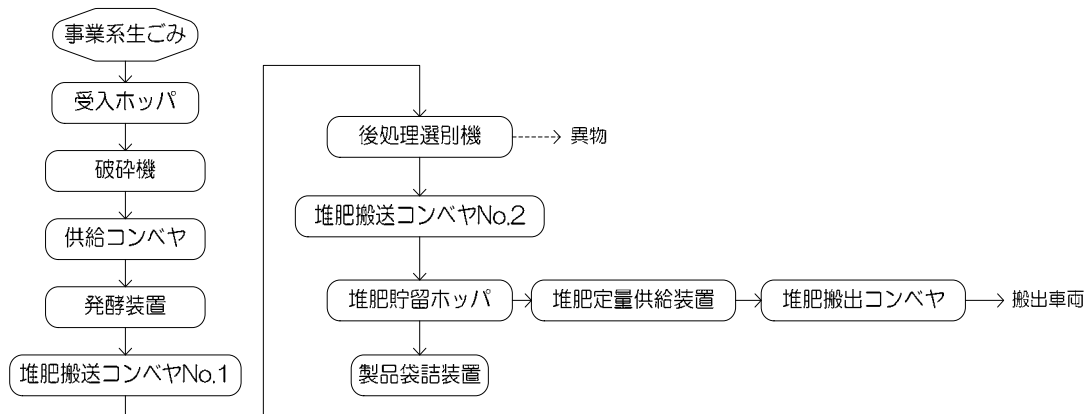 事業系生ごみ
受入ホッパ
破砕機
供給コンベヤ
発酵装置
堆肥搬送コンベヤNo.1
後処理選別機
異物
堆肥搬送コンベヤNo.2
堆肥貯留ホッパ
堆肥定量供給装置
堆肥搬出コンベヤ
搬出車両
製品袋詰装置